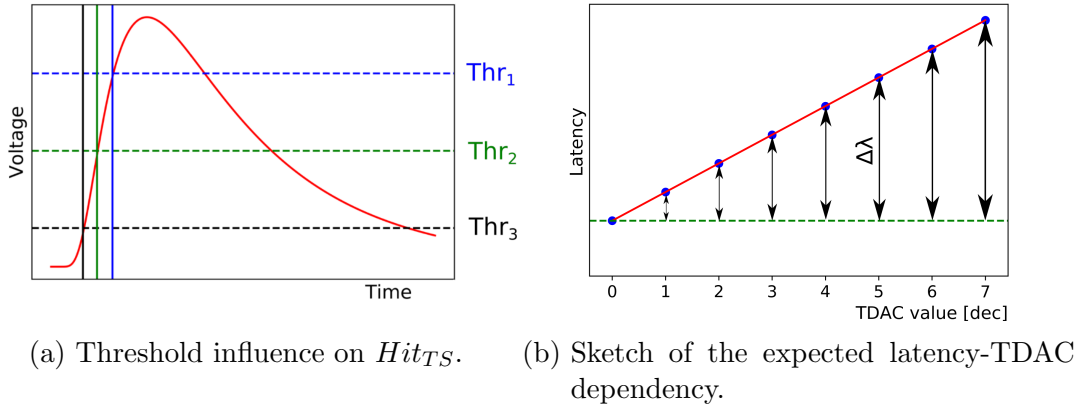 Voltage
Thr1
Thr2
Thr3
Time
(a) Threshold influence on HitTS.
Latency
Δλ
0 1 2 3 4 5 6 7
TDAC value [dec]
(b) Sketch of the expected latency-TDAC
dependency.